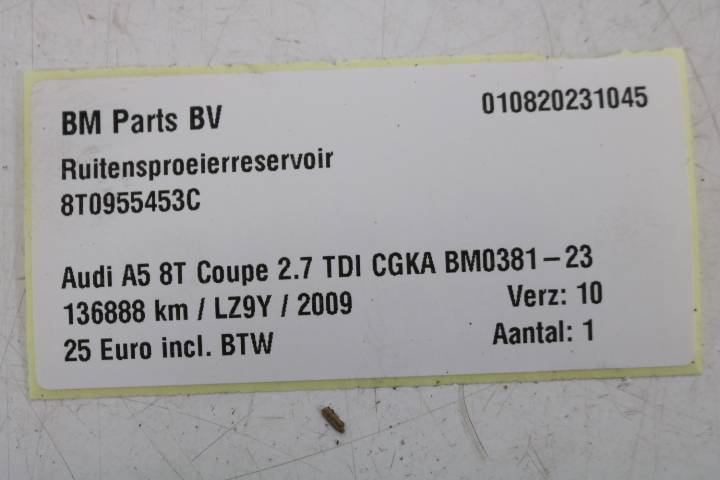 BM Parts BV 010820231045
Ruitensproeierreservoir
8T0955453C
Audi A5 8T Coupe 2.7 TDI CGKA BM0381-23
136888 km / LZ9Y / 2009 Verz: 10
25 Euro incl. BTW Aantal: 1